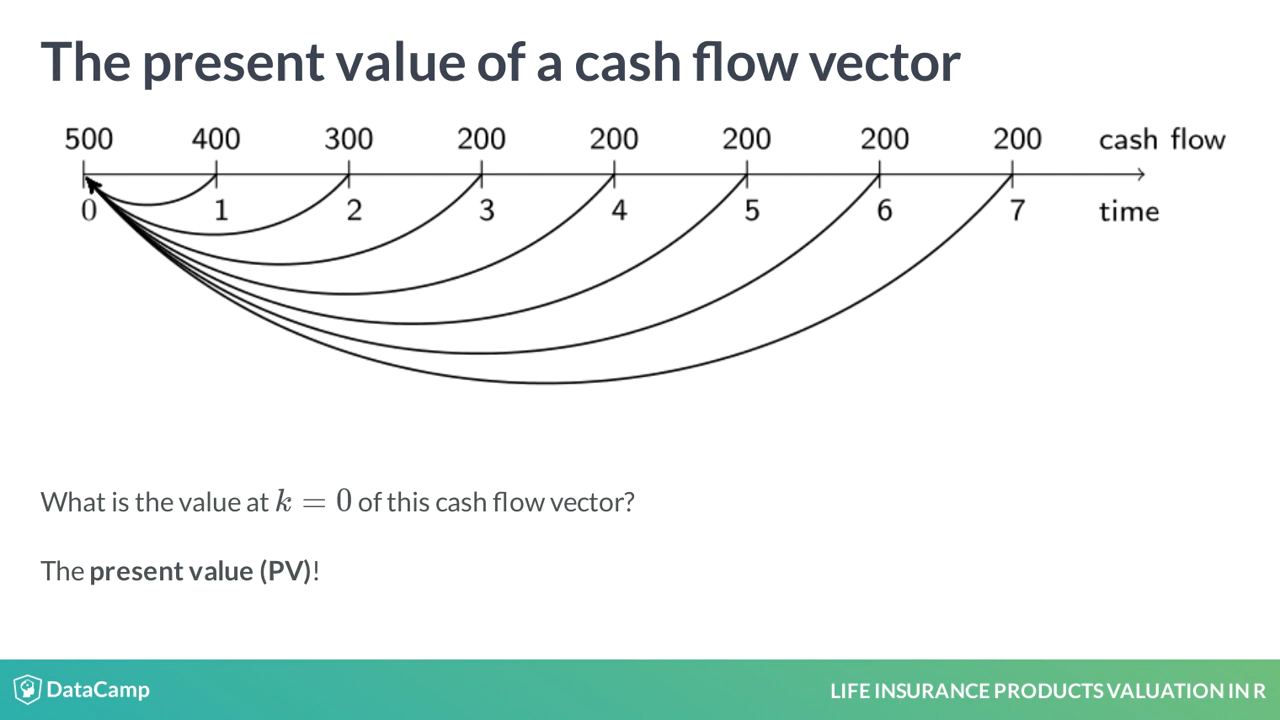 The present value of a cash flow vector
500 400 300 200 200 200 200 200 cash flow
0 1 2 3 4 5 6 7 time
What is the value at k = 0 of this cash flow vector?
The present value (PV)!
DataCamp
LIFE INSURANCE PRODUCTS VALUATION IN R